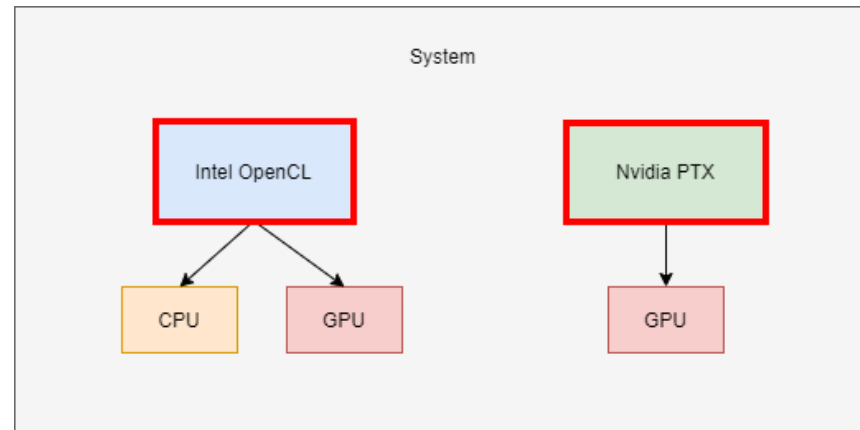 System
Intel OpenCL
Nvidia PTX
CPU
GPU
GPU